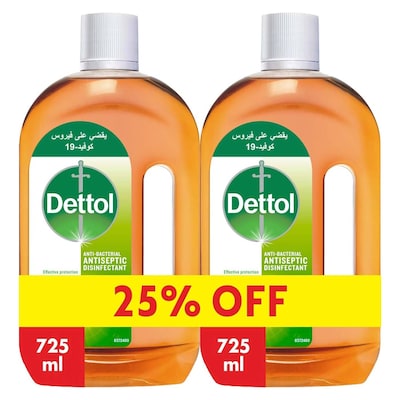 يقضي على فيروس
كوفيد-19
Dettol
ANTI-BACTERIAL
ANTISEPTIC
DISINFECTANT
Effective protection
725
ml
يقضي على فيروس
كوفيد-19
Dettol
ANTI-BACTERIAL
ANTISEPTIC
DISINFECTANT
Effective protection
725
ml
25% OFF